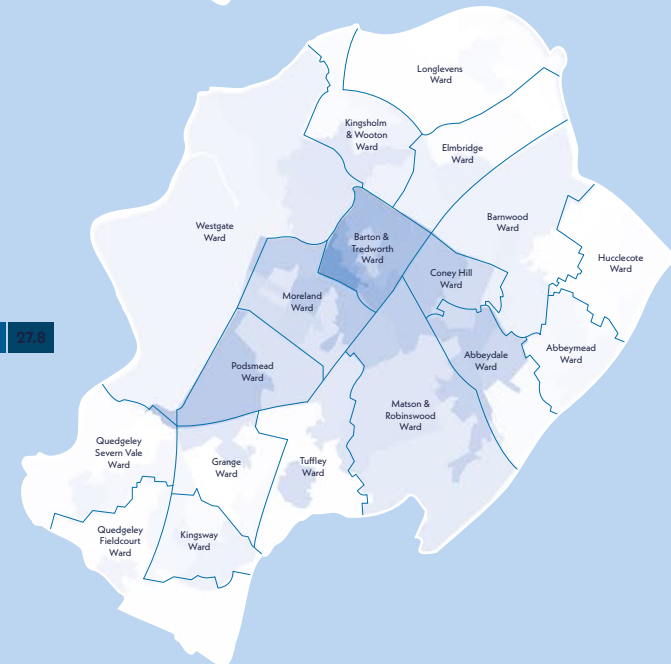 Longlevens
Ward
Kingsholm
& Wooton
Ward
Elmbridge
Ward
Westgate
Ward
Barton &
Tredworth
Ward
Barnwood
Ward
Hucclecote
Ward
Coney Hill
Ward
Moreland
Ward
27.8
Podsmead
Ward
Abbeydale
Ward
Abbeymead
Ward
Matson &
Robinswood
Ward
Quedgeley
Severn Vale
Ward
Grange
Ward
Tuffley
Ward
Quedgeley
Fieldcourt
Ward
Kingsway
Ward